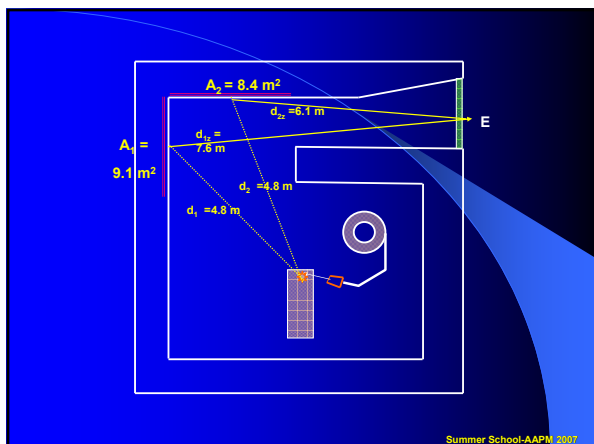 A2 = 8.4 m²
d2z =6.1 m
E
d1z =
7.6 m
A1 =
9.1 m²
d2 =4.8 m
d1 =4.8 m
Summer School-AAPM 2007